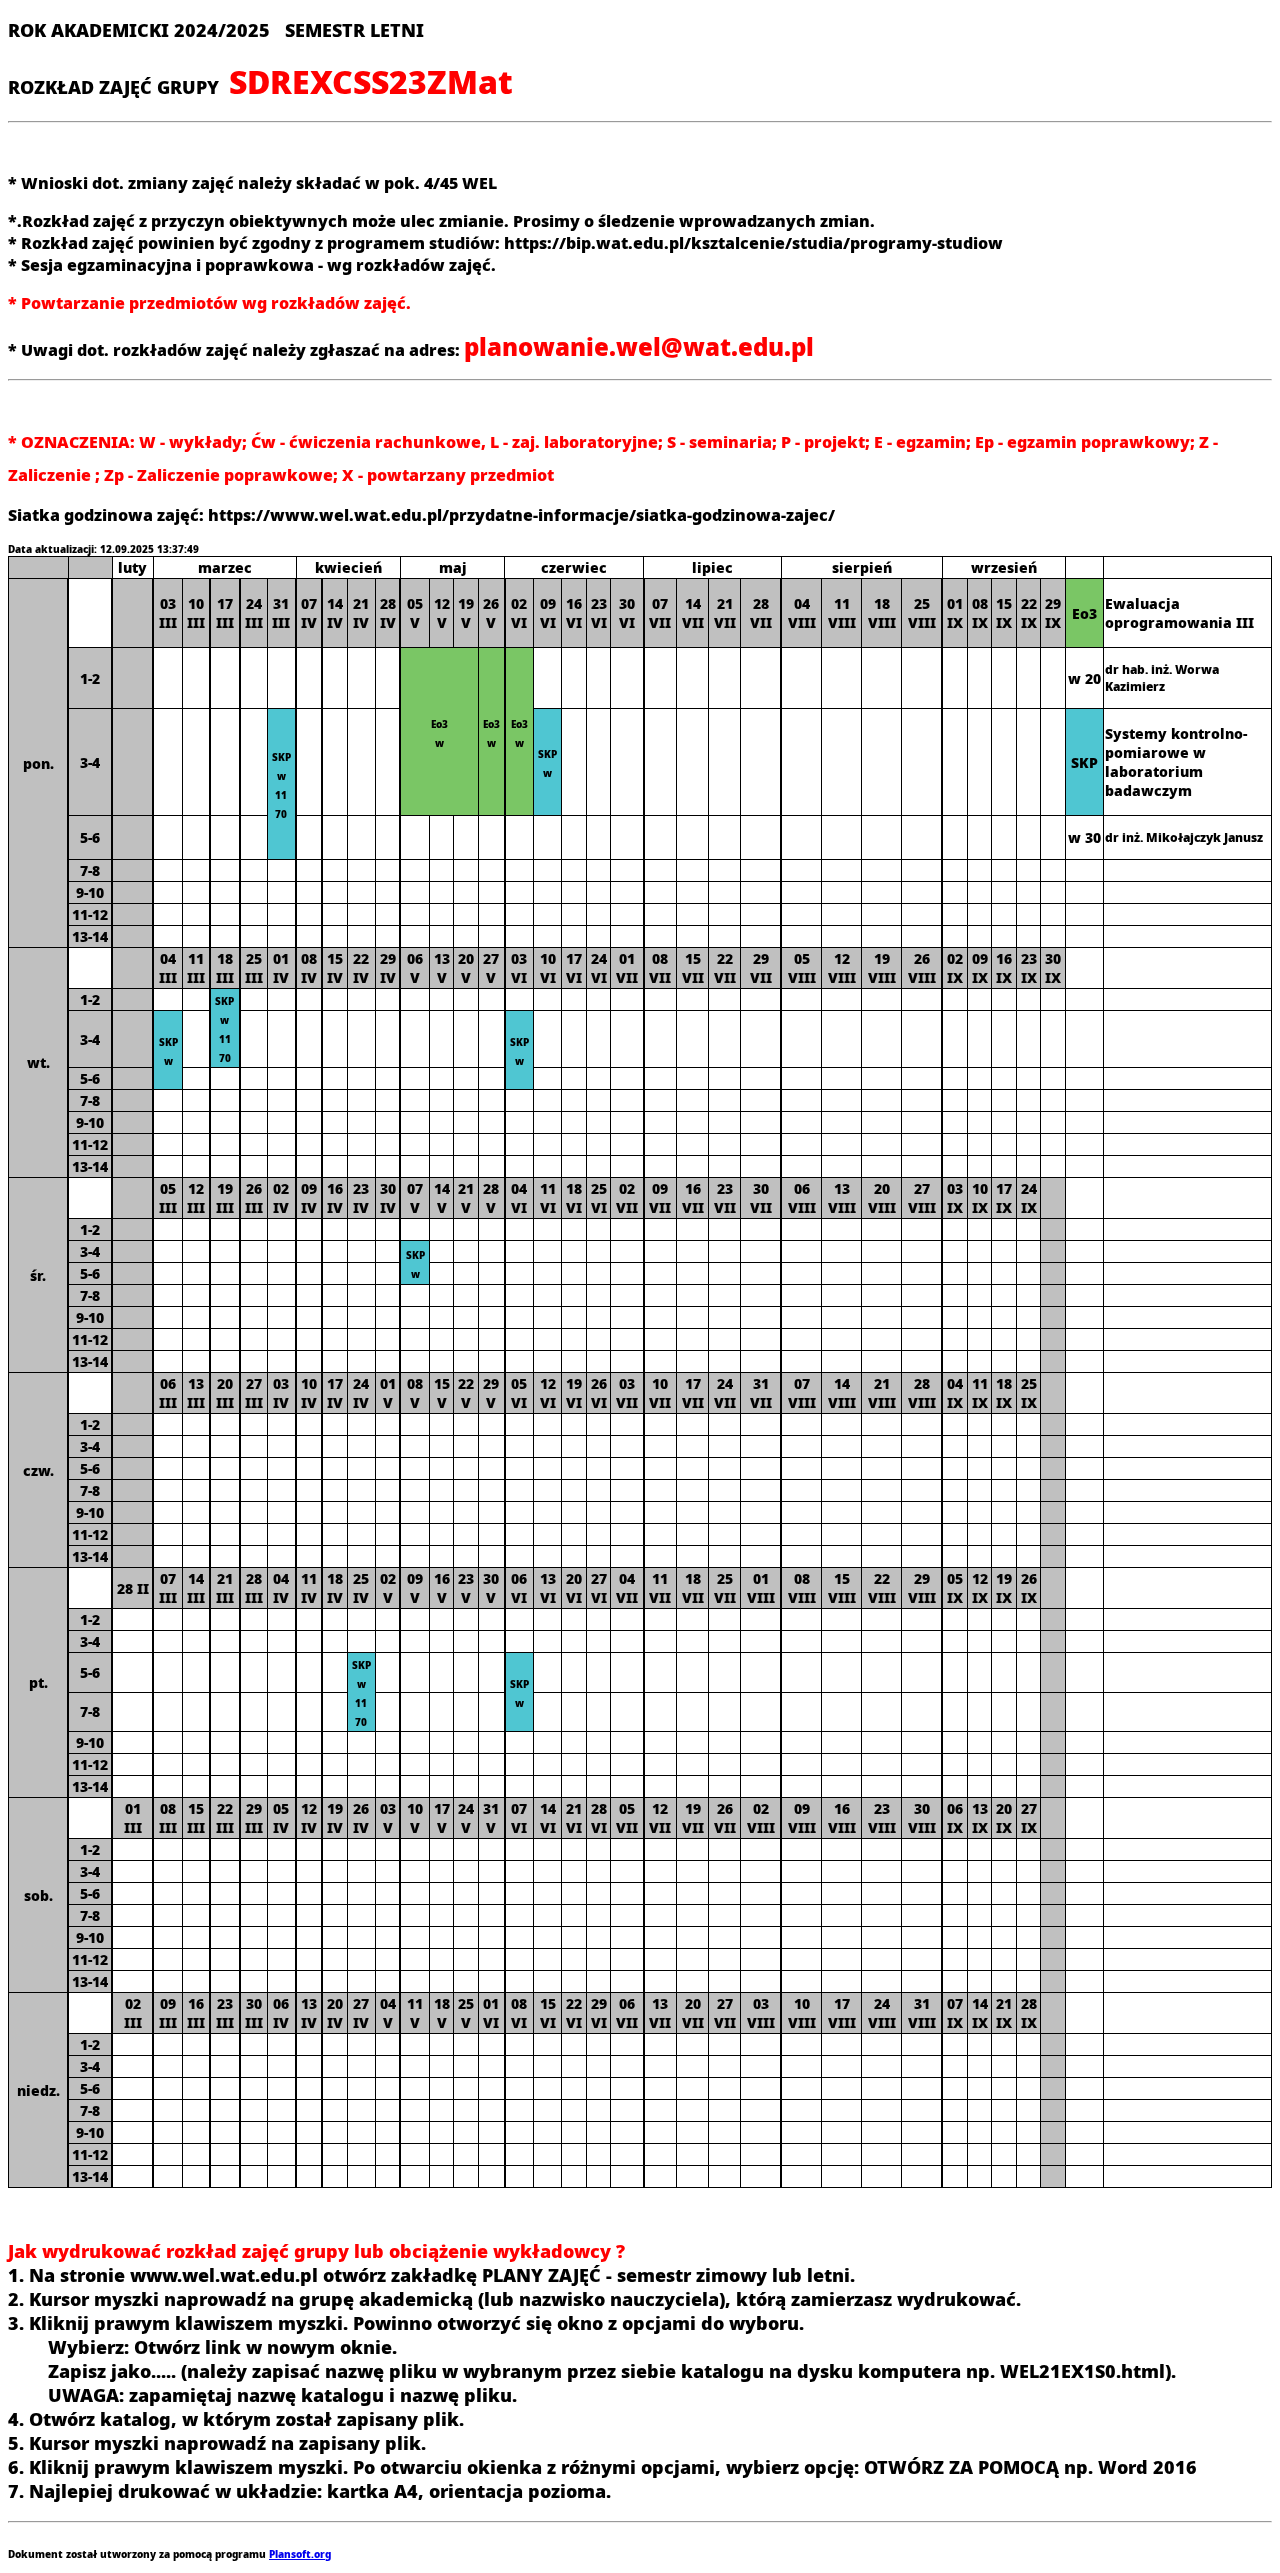 ROK AKADEMICKI 2024/2025 SEMESTR LETNI
ROZKŁAD ZAJĘĆ GRUPY SDREXCSS23ZMat
* Wnioski dot. zmiany zajęć należy składać w pok. 4/45 WEL
*.Rozkład zajęć z przyczyn obiektywnych może ulec zmianie. Prosimy o śledzenie wprowadzanych zmian.
* Rozkład zajęć powinien być zgodny z programem studiów: https://bip.wat.edu.pl/ksztalcenie/studia/programy-studiow
* Sesja egzaminacyjna i poprawkowa - wg rozkładów zajęć.
* Powtarzanie przedmiotów wg rozkładów zajęć.
* Uwagi dot. rozkładów zajęć należy zgłaszać na adres: planowanie.wel@wat.edu.pl
* OZNACZENIA: W - wykłady; Ćw - ćwiczenia rachunkowe, L - zaj. laboratoryjne; S - seminaria; P - projekt; E - egzamin; Ep - egzamin poprawkowy; Z -
Zaliczenie ; Zp - Zaliczenie poprawkowe; X - powtarzany przedmiot
Siatka godzinowa zajęć: https://www.wel.wat.edu.pl/przydatne-informacje/siatka-godzinowa-zajec/
Data aktualizacji: 12.09.2025 13:37:49
luty marzec kwiecień maj czerwiec lipiec sierpień wrzesień
03 10 17 24 31 07 14 21 28 05 12 19 26 02 09 16 23 30 07 14 21 28 04 11 18 25 01 08 15 22 29
III III III III III IV IV IV IV V V V V VI VI VI VI VI VII VII VII VII VIII VIII VIII VIII IX IX IX IX IX
Eo3 Ewaluacja
oprogramowania III
pon.
1-2
w 20 dr hab. inż. Worwa
Kazimierz
Eo3 Eo3 Eo3
w w w
3-4
SKP
w
11
70
SKP
w
SKP Systemy kontrolno-
pomiarowe w
laboratorium
badawczym
5-6
w 30 dr inż. Mikołajczyk Janusz
7-8
9-10
11-12
13-14
04 11 18 25 01 08 15 22 29 06 13 20 27 03 10 17 24 01 08 15 22 29 05 12 19 26 02 09 16 23 30
III III III III IV IV IV IV IV V V V V VI VI VI VI VII VII VII VII VII VIII VIII VIII VIII IX IX IX IX IX
wt.
1-2
SKP
w
11
70
3-4
SKP SKP
w w
5-6
7-8
9-10
11-12
13-14
05 12 19 26 02 09 16 23 30 07 14 21 28 04 11 18 25 02 09 16 23 30 06 13 20 27 03 10 17 24
III III III III IV IV IV IV IV V V V V VI VI VI VI VII VII VII VII VII VIII VIII VIII VIII IX IX IX IX
śr.
1-2
3-4
SKP
w
5-6
7-8
9-10
11-12
13-14
06 13 20 27 03 10 17 24 01 08 15 22 29 05 12 19 26 03 10 17 24 31 07 14 21 28 04 11 18 25
III III III III IV IV IV IV V V V V V VI VI VI VI VII VII VII VII VII VIII VIII VIII VIII IX IX IX IX
czw.
1-2
3-4
5-6
7-8
9-10
11-12
13-14
28 II 07 14 21 28 04 11 18 25 02 09 16 23 30 06 13 20 27 04 11 18 25 01 08 15 22 29 05 12 19 26
III III III III IV IV IV IV V V V V V VI VI VI VI VII VII VII VII VIII VIII VIII VIII VIII IX IX IX IX
pt.
1-2
3-4
5-6
SKP
w
11
70
SKP
w
7-8
9-10
11-12
13-14
01 08 15 22 29 05 12 19 26 03 10 17 24 31 07 14 21 28 05 12 19 26 02 09 16 23 30 06 13 20 27
III III III III III IV IV IV IV V V V V V VI VI VI VI VII VII VII VII VIII VIII VIII VIII VIII IX IX IX IX
sob.
1-2
3-4
5-6
7-8
9-10
11-12
13-14
02 09 16 23 30 06 13 20 27 04 11 18 25 01 08 15 22 29 06 13 20 27 03 10 17 24 31 07 14 21 28
III III III III III IV IV IV IV V V V V VI VI VI VI VI VII VII VII VII VIII VIII VIII VIII VIII IX IX IX IX
niedz.
1-2
3-4
5-6
7-8
9-10
11-12
13-14
Jak wydrukować rozkład zajęć grupy lub obciążenie wykładowcy ?
1. Na stronie www.wel.wat.edu.pl otwórz zakładkę PLANY ZAJĘĆ - semestr zimowy lub letni.
2. Kursor myszki naprowadź na grupę akademicką (lub nazwisko nauczyciela), którą zamierzasz wydrukować.
3. Kliknij prawym klawiszem myszki. Powinno otworzyć się okno z opcjami do wyboru.
Wybierz: Otwórz link w nowym oknie.
Zapisz jako..... (należy zapisać nazwę pliku w wybranym przez siebie katalogu na dysku komputera np. WEL21EX1S0.html).
UWAGA: zapamiętaj nazwę katalogu i nazwę pliku.
4. Otwórz katalog, w którym został zapisany plik.
5. Kursor myszki naprowadź na zapisany plik.
6. Kliknij prawym klawiszem myszki. Po otwarciu okienka z różnymi opcjami, wybierz opcję: OTWÓRZ ZA POMOCĄ np. Word 2016
7. Najlepiej drukować w układzie: kartka A4, orientacja pozioma.
Dokument został utworzony za pomocą programu Plansoft.org